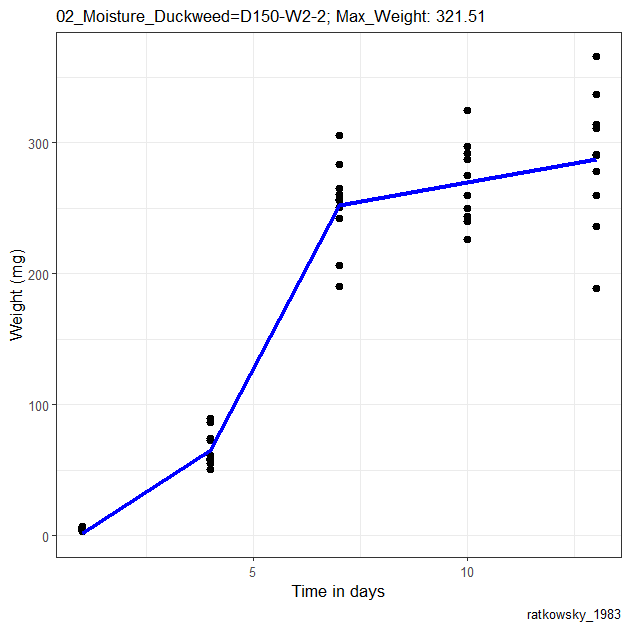 02_Moisture_Duckweed=D150-W2-2; Max_Weight: 321.51
300
200
100
0
Weight (mg)
5
10
Time in days
ratkowsky_1983